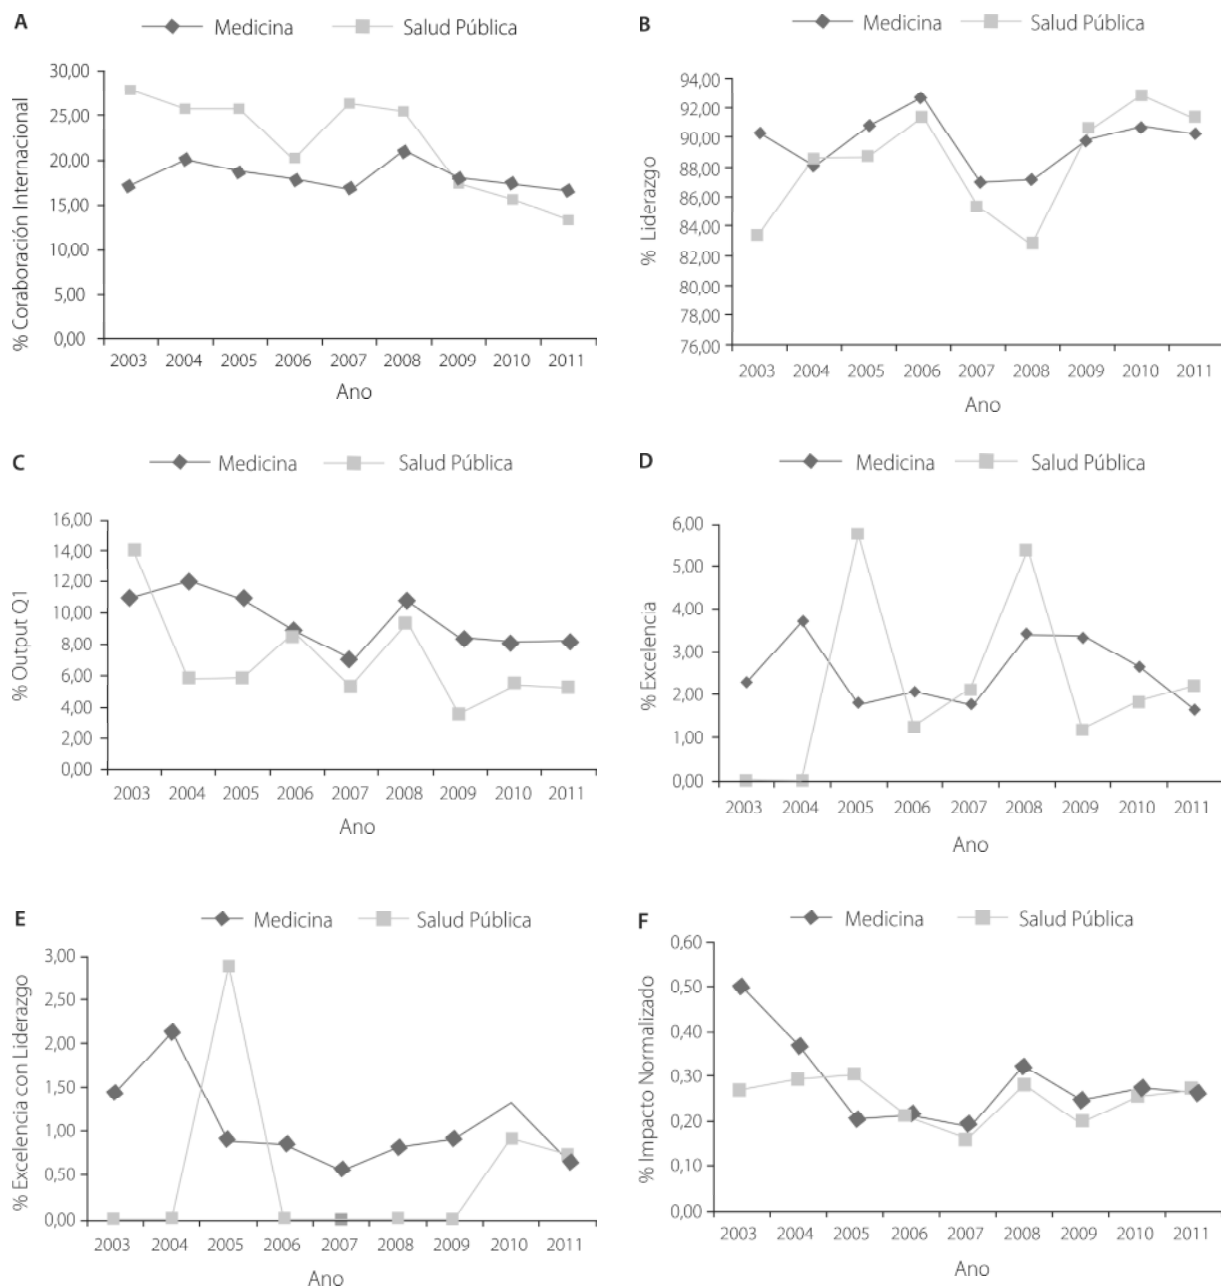 A
Medicina
Salud Pública
% Coraboración Internacional
30,00
25,00
20,00
15,00
10,00
5,00
0,00
2003 2004 2005 2006 2007 2008 2009 2010 2011
Ano
B
Medicina
Salud Pública
% Liderazgo
94,00
92,00
90,00
88,00
86,00
84,00
82,00
80,00
78,00
76,00
2003 2004 2005 2006 2007 2008 2009 2010 2011
Ano
C
Medicina
Salud Pública
% Output Q1
16,00
14,00
12,00
10,00
8,00
6,00
4,00
2,00
0,00
2003 2004 2005 2006 2007 2008 2009 2010 2011
Ano
D
Medicina
Salud Pública
% Excelencia
6,00
5,00
4,00
3,00
2,00
1,00
0,00
2003 2004 2005 2006 2007 2008 2009 2010 2011
Ano
E
Medicina
Salud Pública
% Excelencia con Liderazgo
3,00
2,50
2,00
1,50
1,00
0,50
0,00
2003 2004 2005 2006 2007 2008 2009 2010 2011
Ano
F
Medicina
Salud Pública
% Impacto Normalizado
0,60
0,50
0,40
0,30
0,20
0,10
0,00
2003 2004 2005 2006 2007 2008 2009 2010 2011
Ano